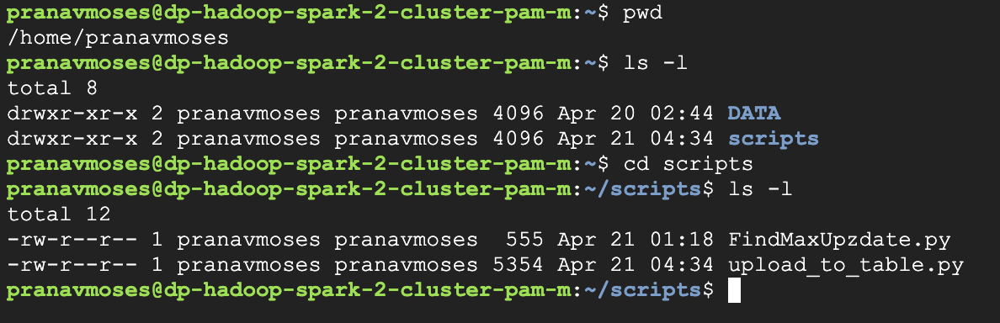 pranavmoses@dp-hadoop-spark-2-cluster-pam-m:~$ pwd
/home/pranavmoses
pranavmoses@dp-hadoop-spark-2-cluster-pam-m:~$ ls -l
total 8
drwxr-xr-x 2 pranavmoses pranavmoses 4096 Apr 20 02:44 DATA
drwxr-xr-x 2 pranavmoses pranavmoses 4096 Apr 21 04:34 scripts
pranavmoses@dp-hadoop-spark-2-cluster-pam-m:~$ cd scripts
pranavmoses@dp-hadoop-spark-2-cluster-pam-m:~/scripts$ ls -l
total 12
-rw-r--r-- 1 pranavmoses pranavmoses  555 Apr 21 01:18 FindMaxUpzdate.py
-rw-r--r-- 1 pranavmoses pranavmoses 5354 Apr 21 04:34 upload_to_table.py
pranavmoses@dp-hadoop-spark-2-cluster-pam-m:~/scripts$